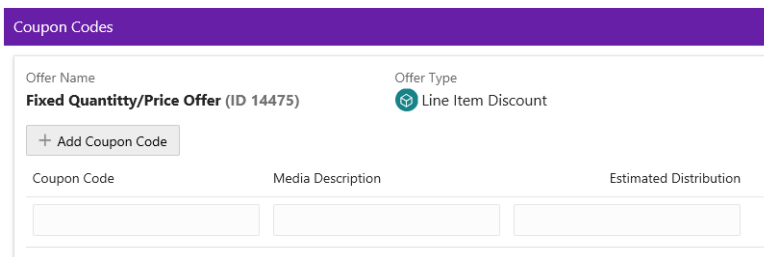 Coupon Codes
Offer Name
Offer Type
Fixed Quantitty/Price Offer (ID 14475)
Line Item Discount
+ Add Coupon Code
Coupon Code Media Description Estimated Distribution